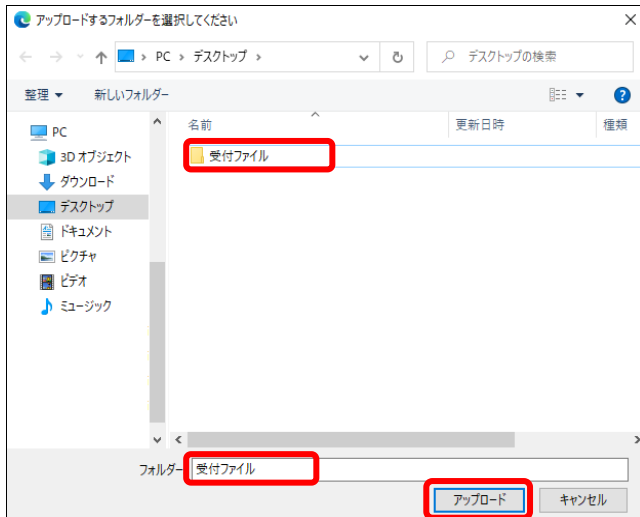 アップロードするフォルダーを選択してください
PC › デスクトップ ›
デスクトップの検索
整理
新しいフォルダー
名前
更新日時
種類
PC
3D オブジェクト
ダウンロード
デスクトップ
ドキュメント
ピクチャ
ビデオ
ミュージック
受付ファイル
フォルダー
受付ファイル
アップロード
キャンセル